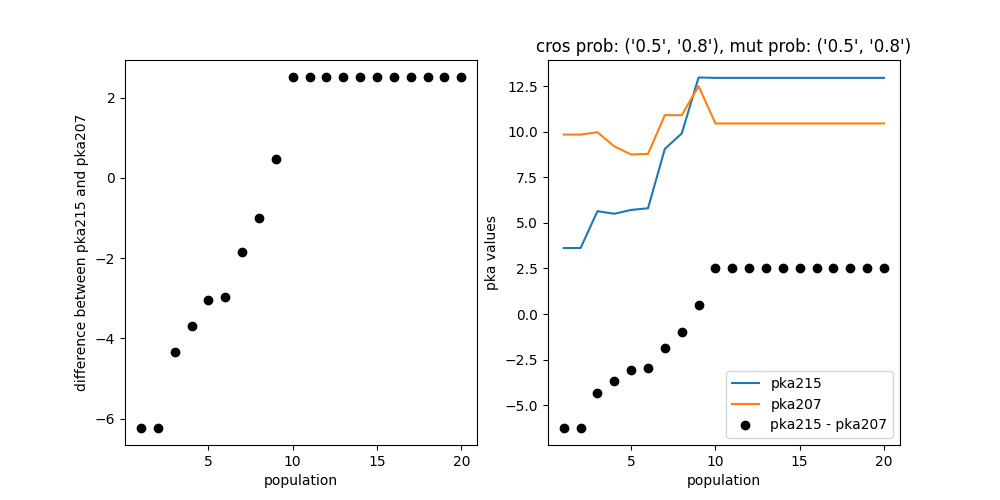 difference between pka215 and pka207
2
0
−2
−4
−6
5 10 15 20
population
cros prob: ('0.5', '0.8'), mut prob: ('0.5', '0.8')
pka values
12.5
10.0
7.5
5.0
2.5
0.0
−2.5
−5.0
pka215
pka207
pka215 - pka207
5 10 15 20
population